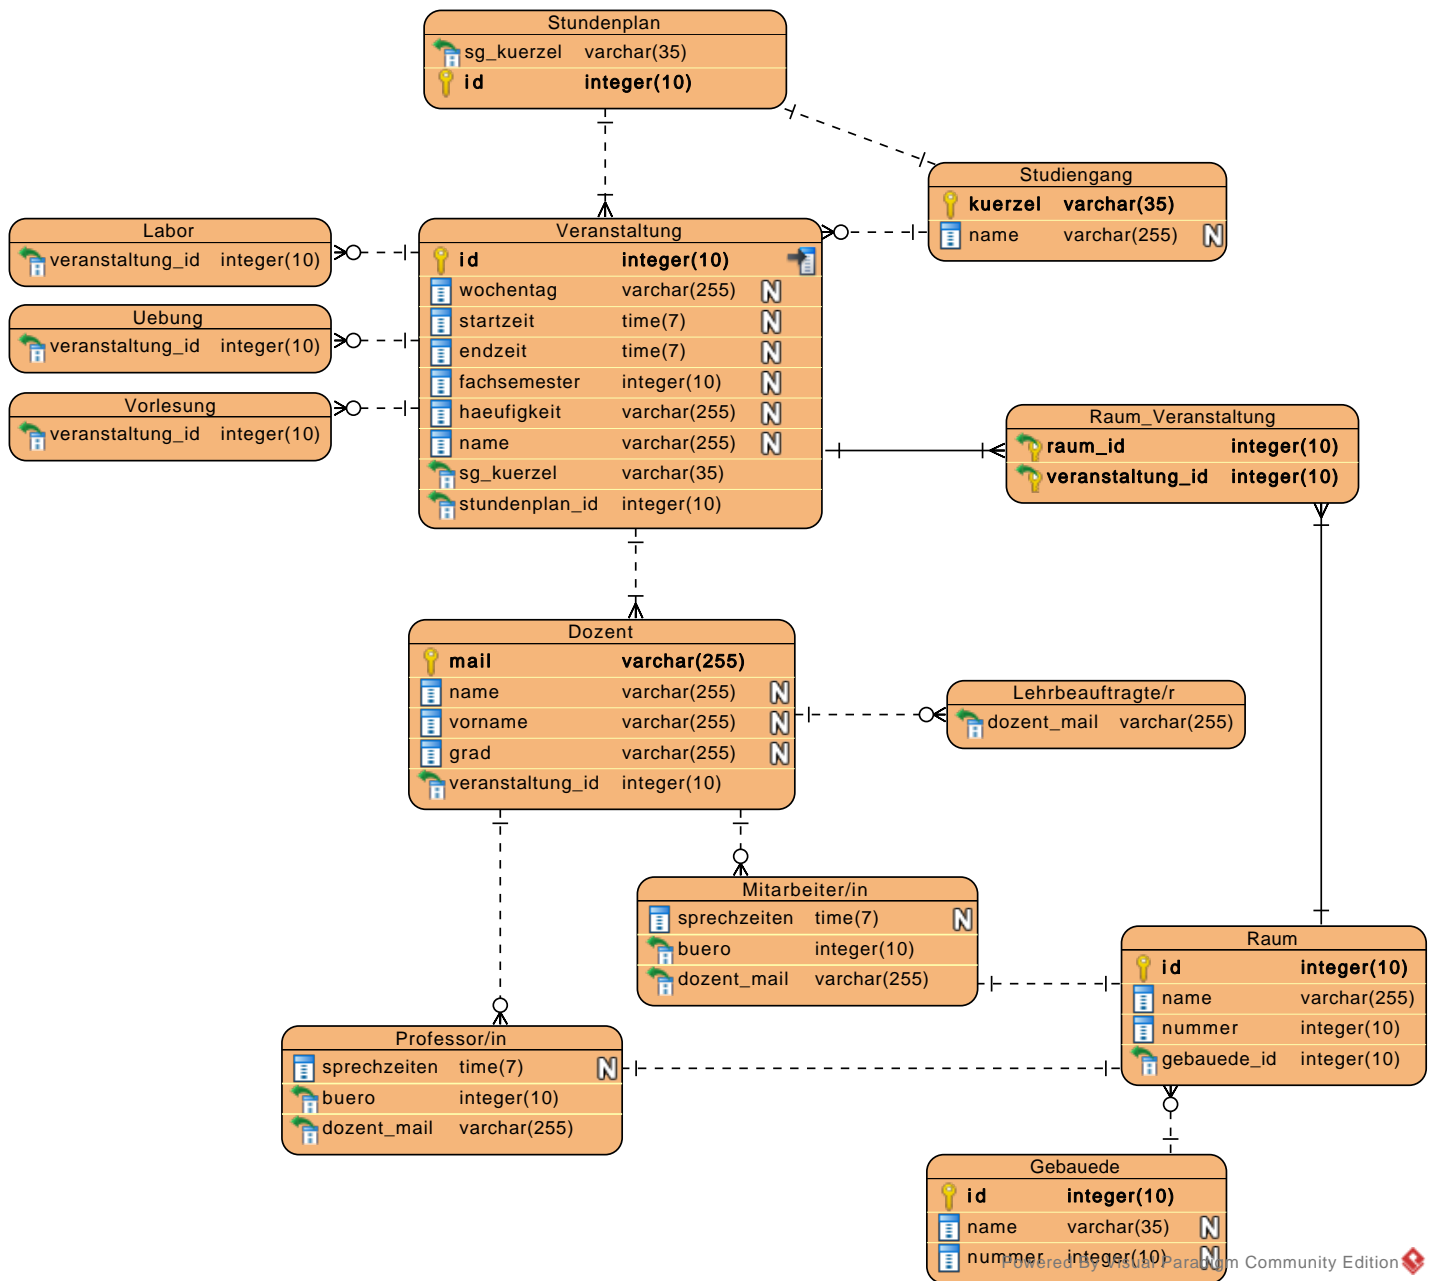 Stundenplan
sg_kuerzel varchar(35)
id integer(10)
Studiengang
kuerzel varchar(35)
name varchar(255) N
Labor
veranstaltung_id integer(10)
Uebung
veranstaltung_id integer(10)
Vorlesung
veranstaltung_id integer(10)
Veranstaltung
id integer(10)
wochentag varchar(255) N
startzeit time(7) N
endzeit time(7) N
fachsemester integer(10) N
haeufigkeit varchar(255) N
name varchar(255) N
sg_kuerzel varchar(35)
stundenplan_id integer(10)
Raum_Veranstaltung
raum_id integer(10)
veranstaltung_id integer(10)
Dozent
mail varchar(255)
name varchar(255) N
vorname varchar(255) N
grad varchar(255) N
veranstaltung_id integer(10)
Lehrbeauftragte/r
dozent_mail varchar(255)
Mitarbeiter/in
sprechzeiten time(7) N
buero integer(10)
dozent_mail varchar(255)
Raum
id integer(10)
name varchar(255)
nummer integer(10)
gebauede_id integer(10)
Professor/in
sprechzeiten time(7) N
buero integer(10)
dozent_mail varchar(255)
Gebauede
id integer(10)
name varchar(35) N
nummer integer(10) N
Powered By Visual Paradigm Community Edition